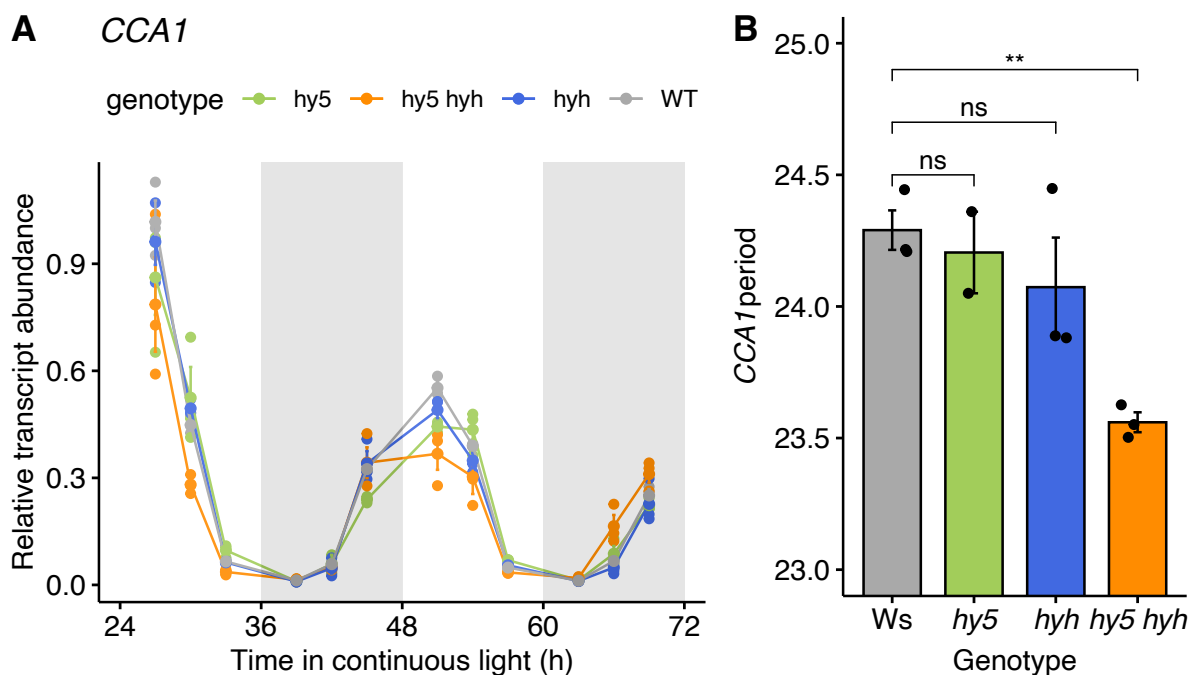 A
CCA1
genotype hy5 hy5 hyh hyh WT
Relative transcript abundance
0.9
0.6
0.3
0.0
24 36 48 60 72
Time in continuous light (h)
B
CCA1period
25.0
24.5
24.0
23.5
23.0
**
ns
ns
Ws hy5 hyh hy5 hyh
Genotype